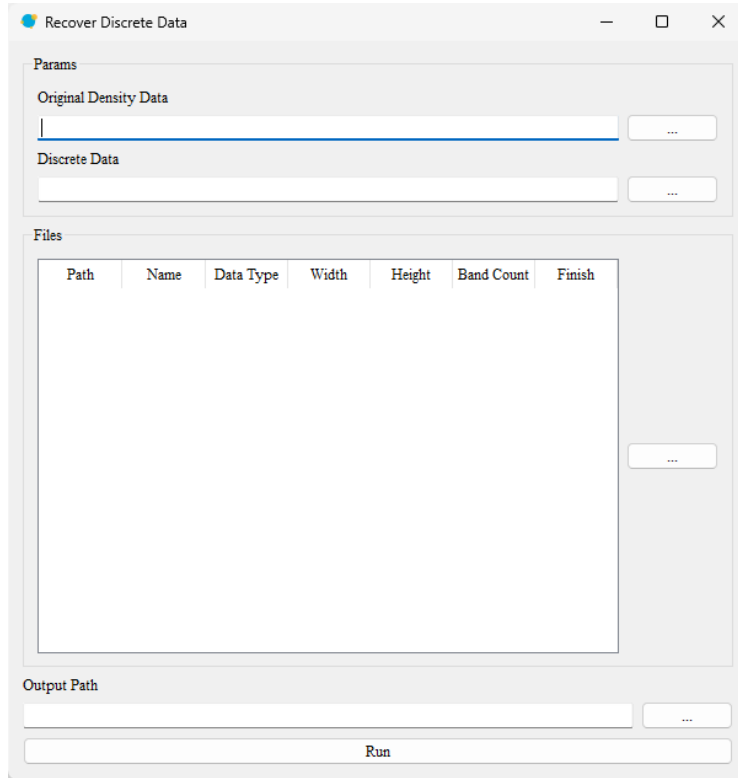 Recover Discrete Data
Params
Original Density Data
...
Discrete Data
...
Files
Path Name Data Type Width Height Band Count Finish
...
Output Path
...
Run